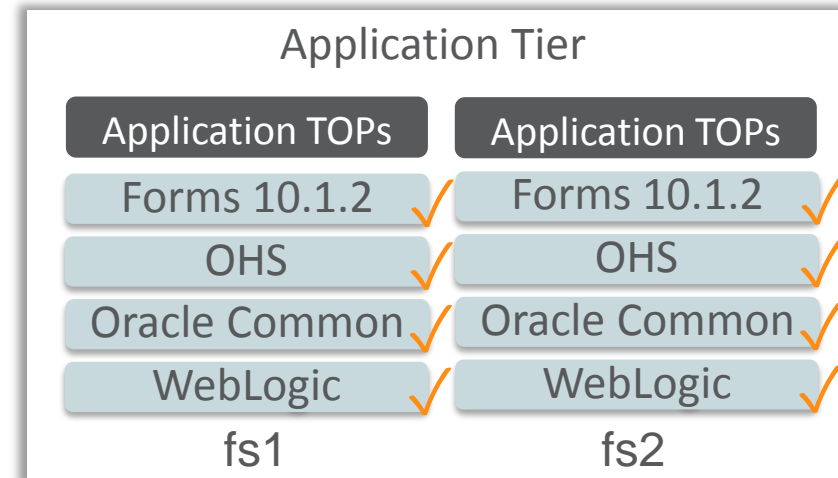 Application Tier
Application TOPs Application TOPs
Forms 10.1.2 Forms 10.1.2
OHS OHS
Oracle Common Oracle Common
WebLogic WebLogic
fs1 fs2